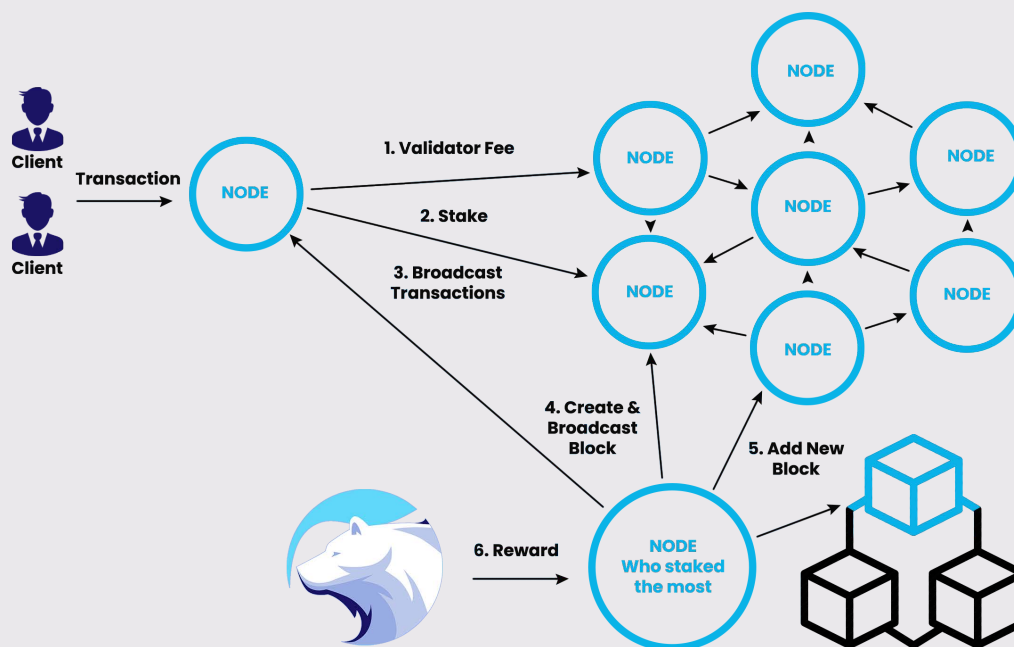 Client
Client
Transaction
NODE
1. Validator Fee
2. Stake
3. Broadcast
Transactions
NODE
NODE
NODE
NODE
NODE
NODE
NODE
4. Create &
Broadcast
Block
5. Add New
Block
6. Reward
NODE
Who staked
the most